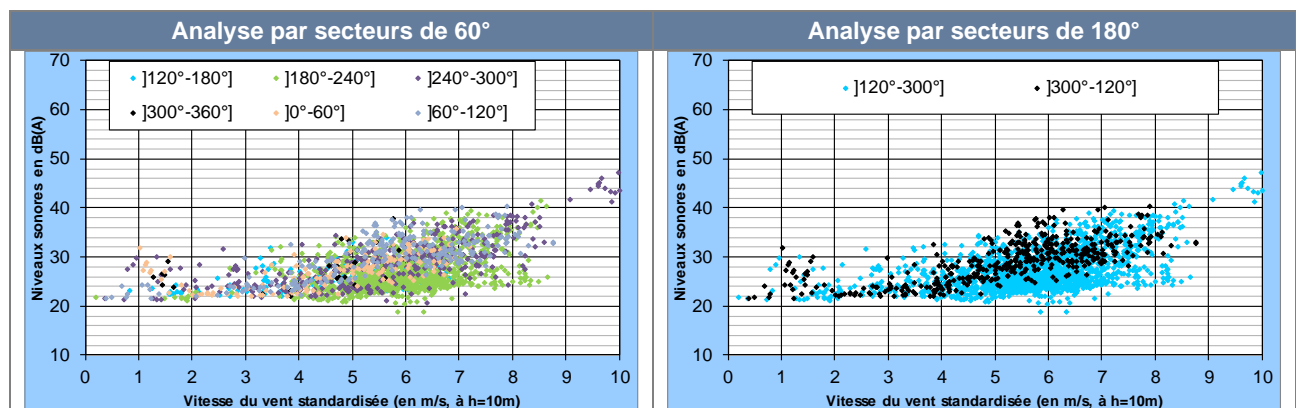 Analyse par secteurs de 60°
Analyse par secteurs de 180°
70
60
50
40
30
20
10
Niveaux sonores en dB(A)
]120°-180°]
]180°-240°]
]240°-300°]
]300°-360°]
]0°-60°]
]60°-120°]
0 1 2 3 4 5 6 7 8 9 10
Vitesse du vent standardisée (en m/s, à h=10m)
70
60
50
40
30
20
10
Niveaux sonores en dB(A)
]120°-300°]
]300°-120°]
0 1 2 3 4 5 6 7 8 9 10
Vitesse du vent standardisée (en m/s, à h=10m)